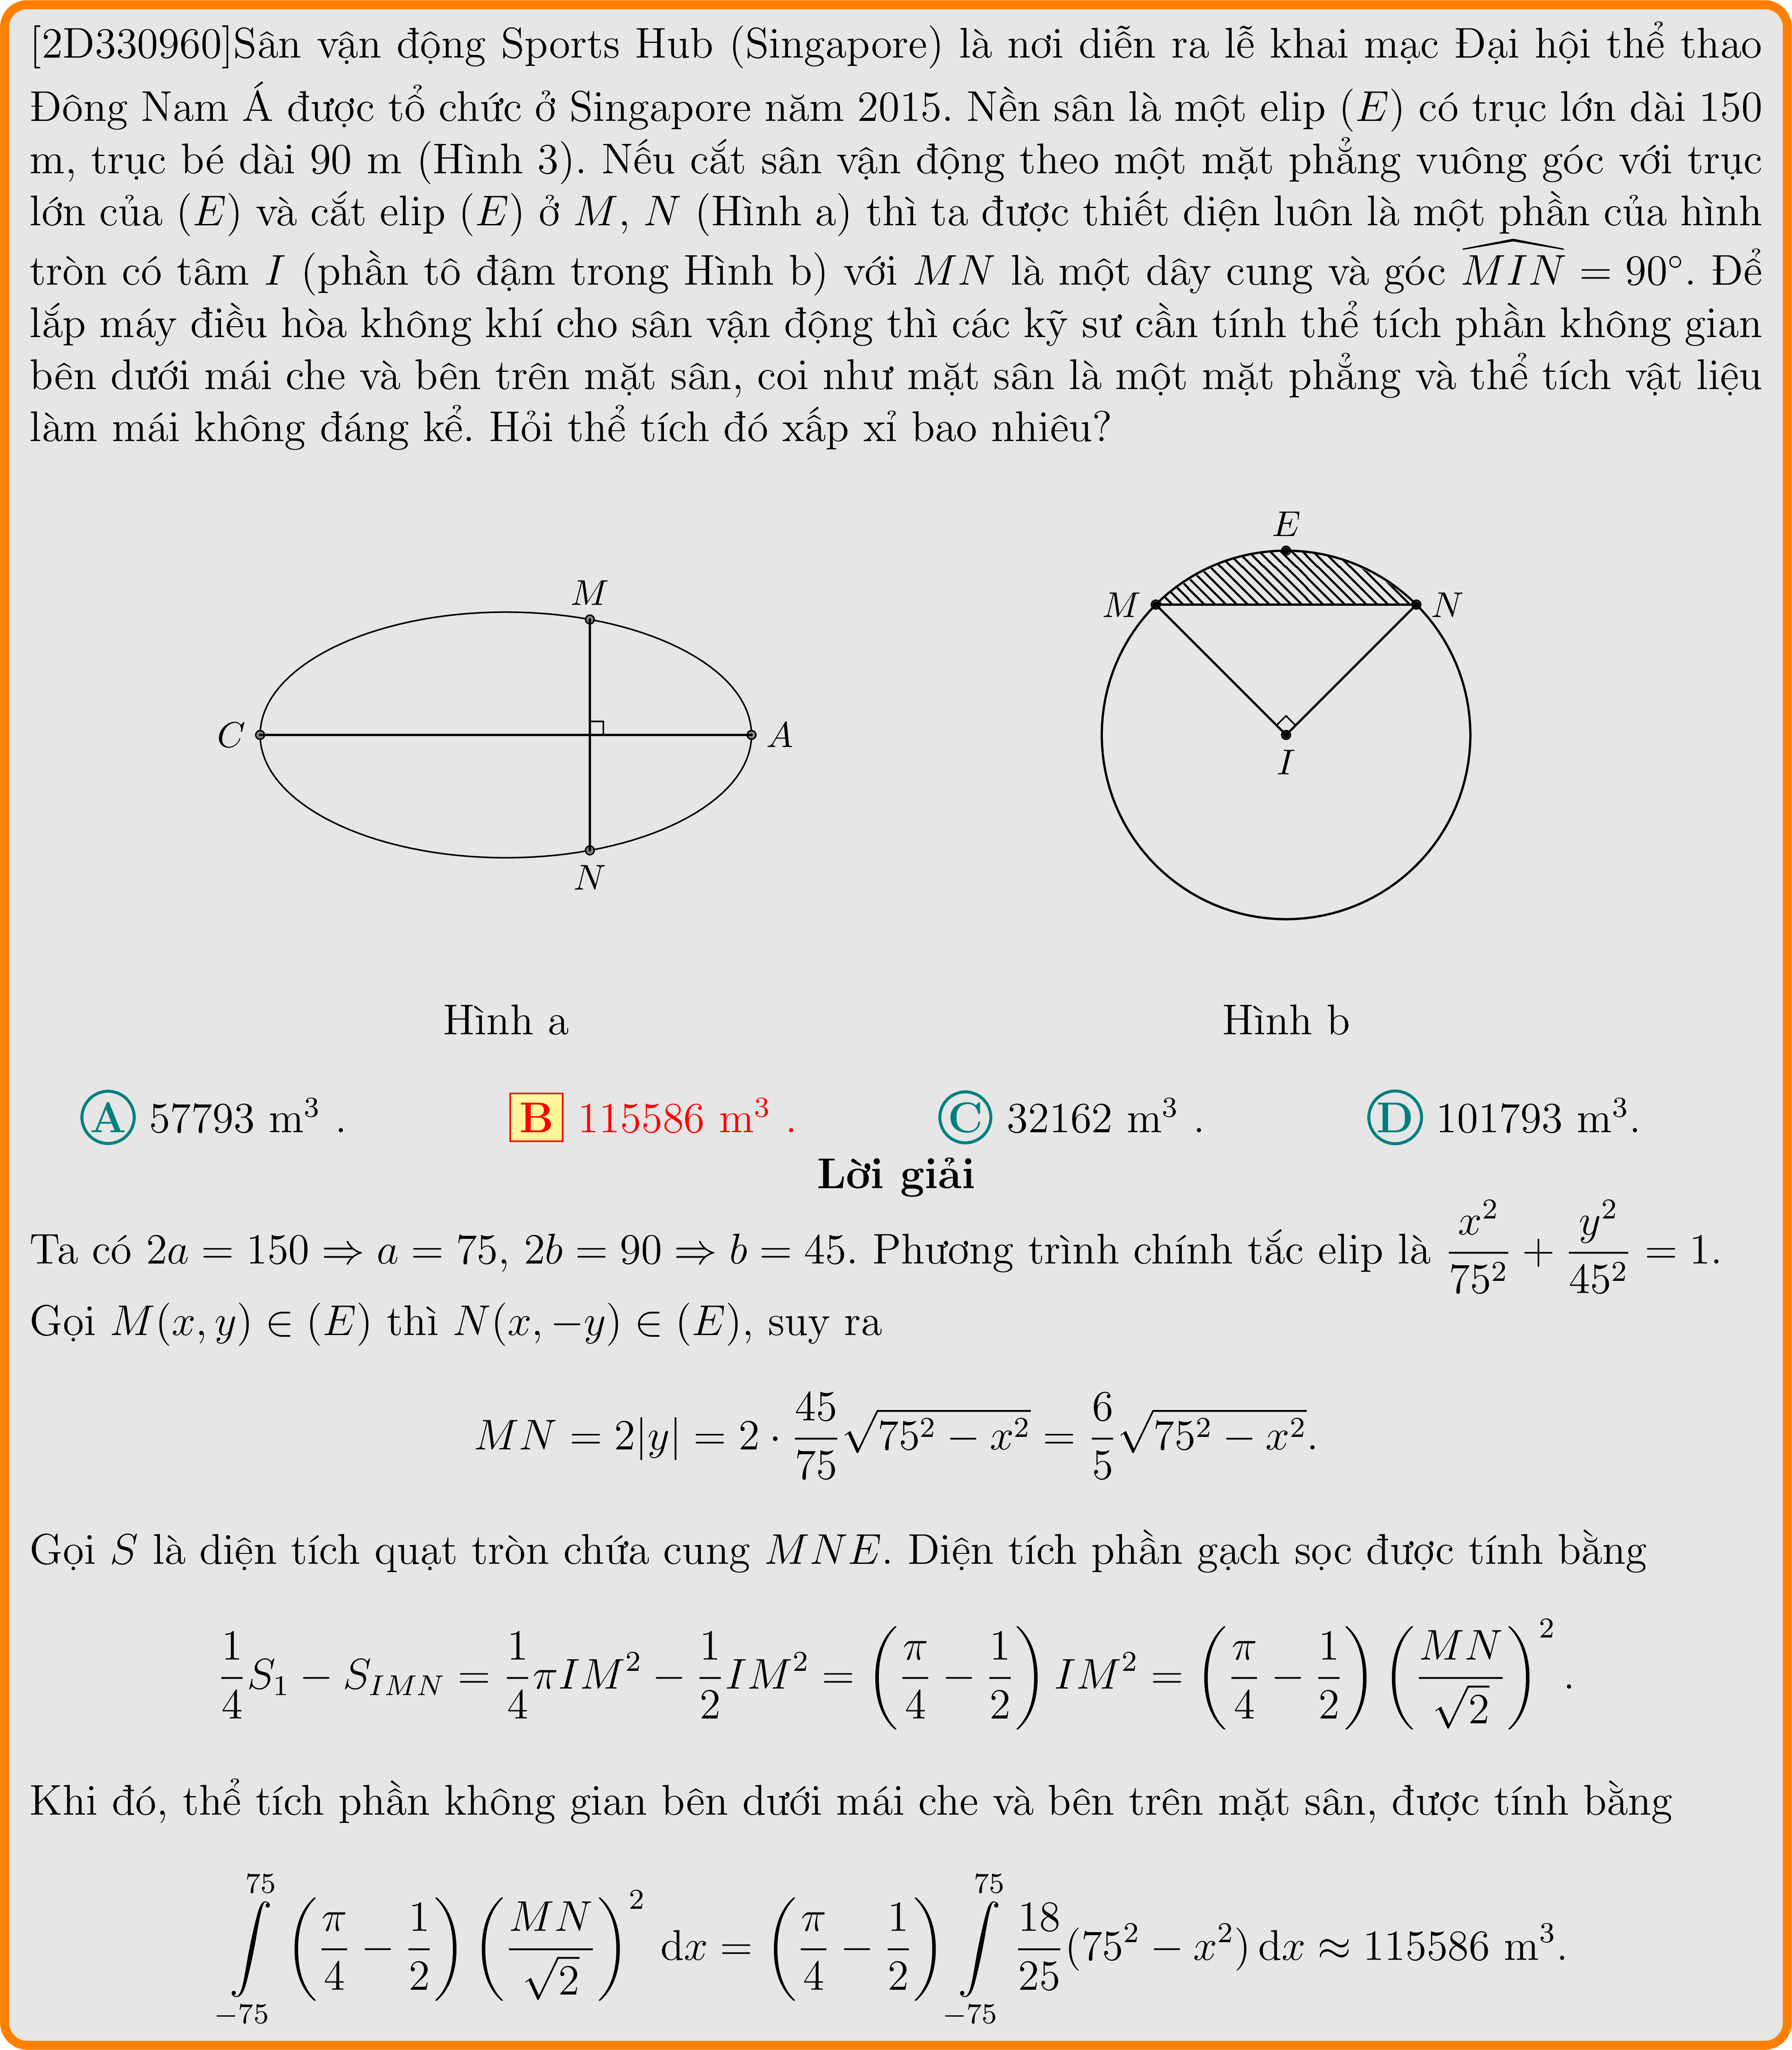 [2D330960]Sân vận động Sports Hub (Singapore) là nơi diễn ra lễ khai mạc Đại hội thể thao
Đông Nam Á được tổ chức ở Singapore năm 2015. Nền sân là một elip (E) có trục lớn dài 150
m, trục bé dài 90 m (Hình 3). Nếu cắt sân vận động theo một mặt phẳng vuông góc với trục
lớn của (E) và cắt elip (E) ở M, N (Hình a) thì ta được thiết diện luôn là một phần của hình
tròn có tâm I (phần tô đậm trong Hình b) với MN là một dây cung và góc $\widehat{MIN} = 90^\circ$. Để
lắp máy điều hòa không khí cho sân vận động thì các kỹ sư cần tính thể tích phần không gian
bên dưới mái che và bên trên mặt sân, coi như mặt sân là một mặt phẳng và thể tích vật liệu
làm mái không đáng kể. Hỏi thể tích đó xấp xỉ bao nhiêu?
M
C
A
N
E
M
N
I
Hình a
Hình b
A 57793 m³ .
B 115586 m³ .
C 32162 m³ .
D 101793 m³.
Lời giải
Ta có 2a = 150 ⇒ a = 75, 2b = 90 ⇒ b = 45. Phương trình chính tắc elip là $\frac{x^2}{75^2} + \frac{y^2}{45^2} = 1$.
Gọi M(x, y) ∈ (E) thì N(x, −y) ∈ (E), suy ra
$MN = 2|y| = 2 \cdot \frac{45}{75}\sqrt{75^2 - x^2} = \frac{6}{5}\sqrt{75^2 - x^2}$.
Gọi S là diện tích quạt tròn chứa cung MNE. Diện tích phần gạch sọc được tính bằng
$\frac{1}{4}S_1 - S_{IMN} = \frac{1}{4}\pi IM^2 - \frac{1}{2}IM^2 = \left(\frac{\pi}{4} - \frac{1}{2}\right) IM^2 = \left(\frac{\pi}{4} - \frac{1}{2}\right)\left(\frac{MN}{\sqrt{2}}\right)^2$.
Khi đó, thể tích phần không gian bên dưới mái che và bên trên mặt sân, được tính bằng
$\int\limits_{-75}^{75} \left(\frac{\pi}{4} - \frac{1}{2}\right)\left(\frac{MN}{\sqrt{2}}\right)^2 \mathrm{d}x = \left(\frac{\pi}{4} - \frac{1}{2}\right) \int\limits_{-75}^{75} \frac{18}{25}(75^2 - x^2)\,\mathrm{d}x \approx 115586 \text{ m}^3$.